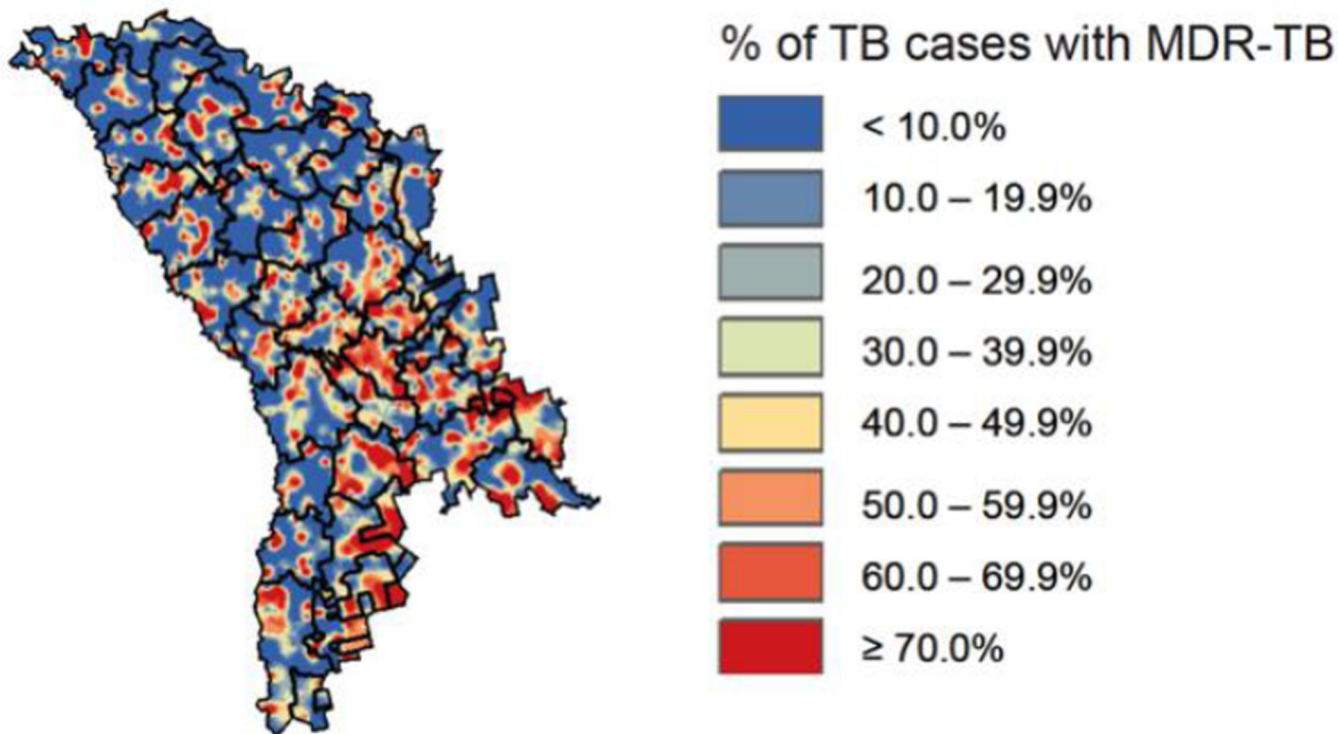 % of TB cases with MDR-TB
< 10.0%
10.0 – 19.9%
20.0 – 29.9%
30.0 – 39.9%
40.0 – 49.9%
50.0 – 59.9%
60.0 – 69.9%
≥ 70.0%